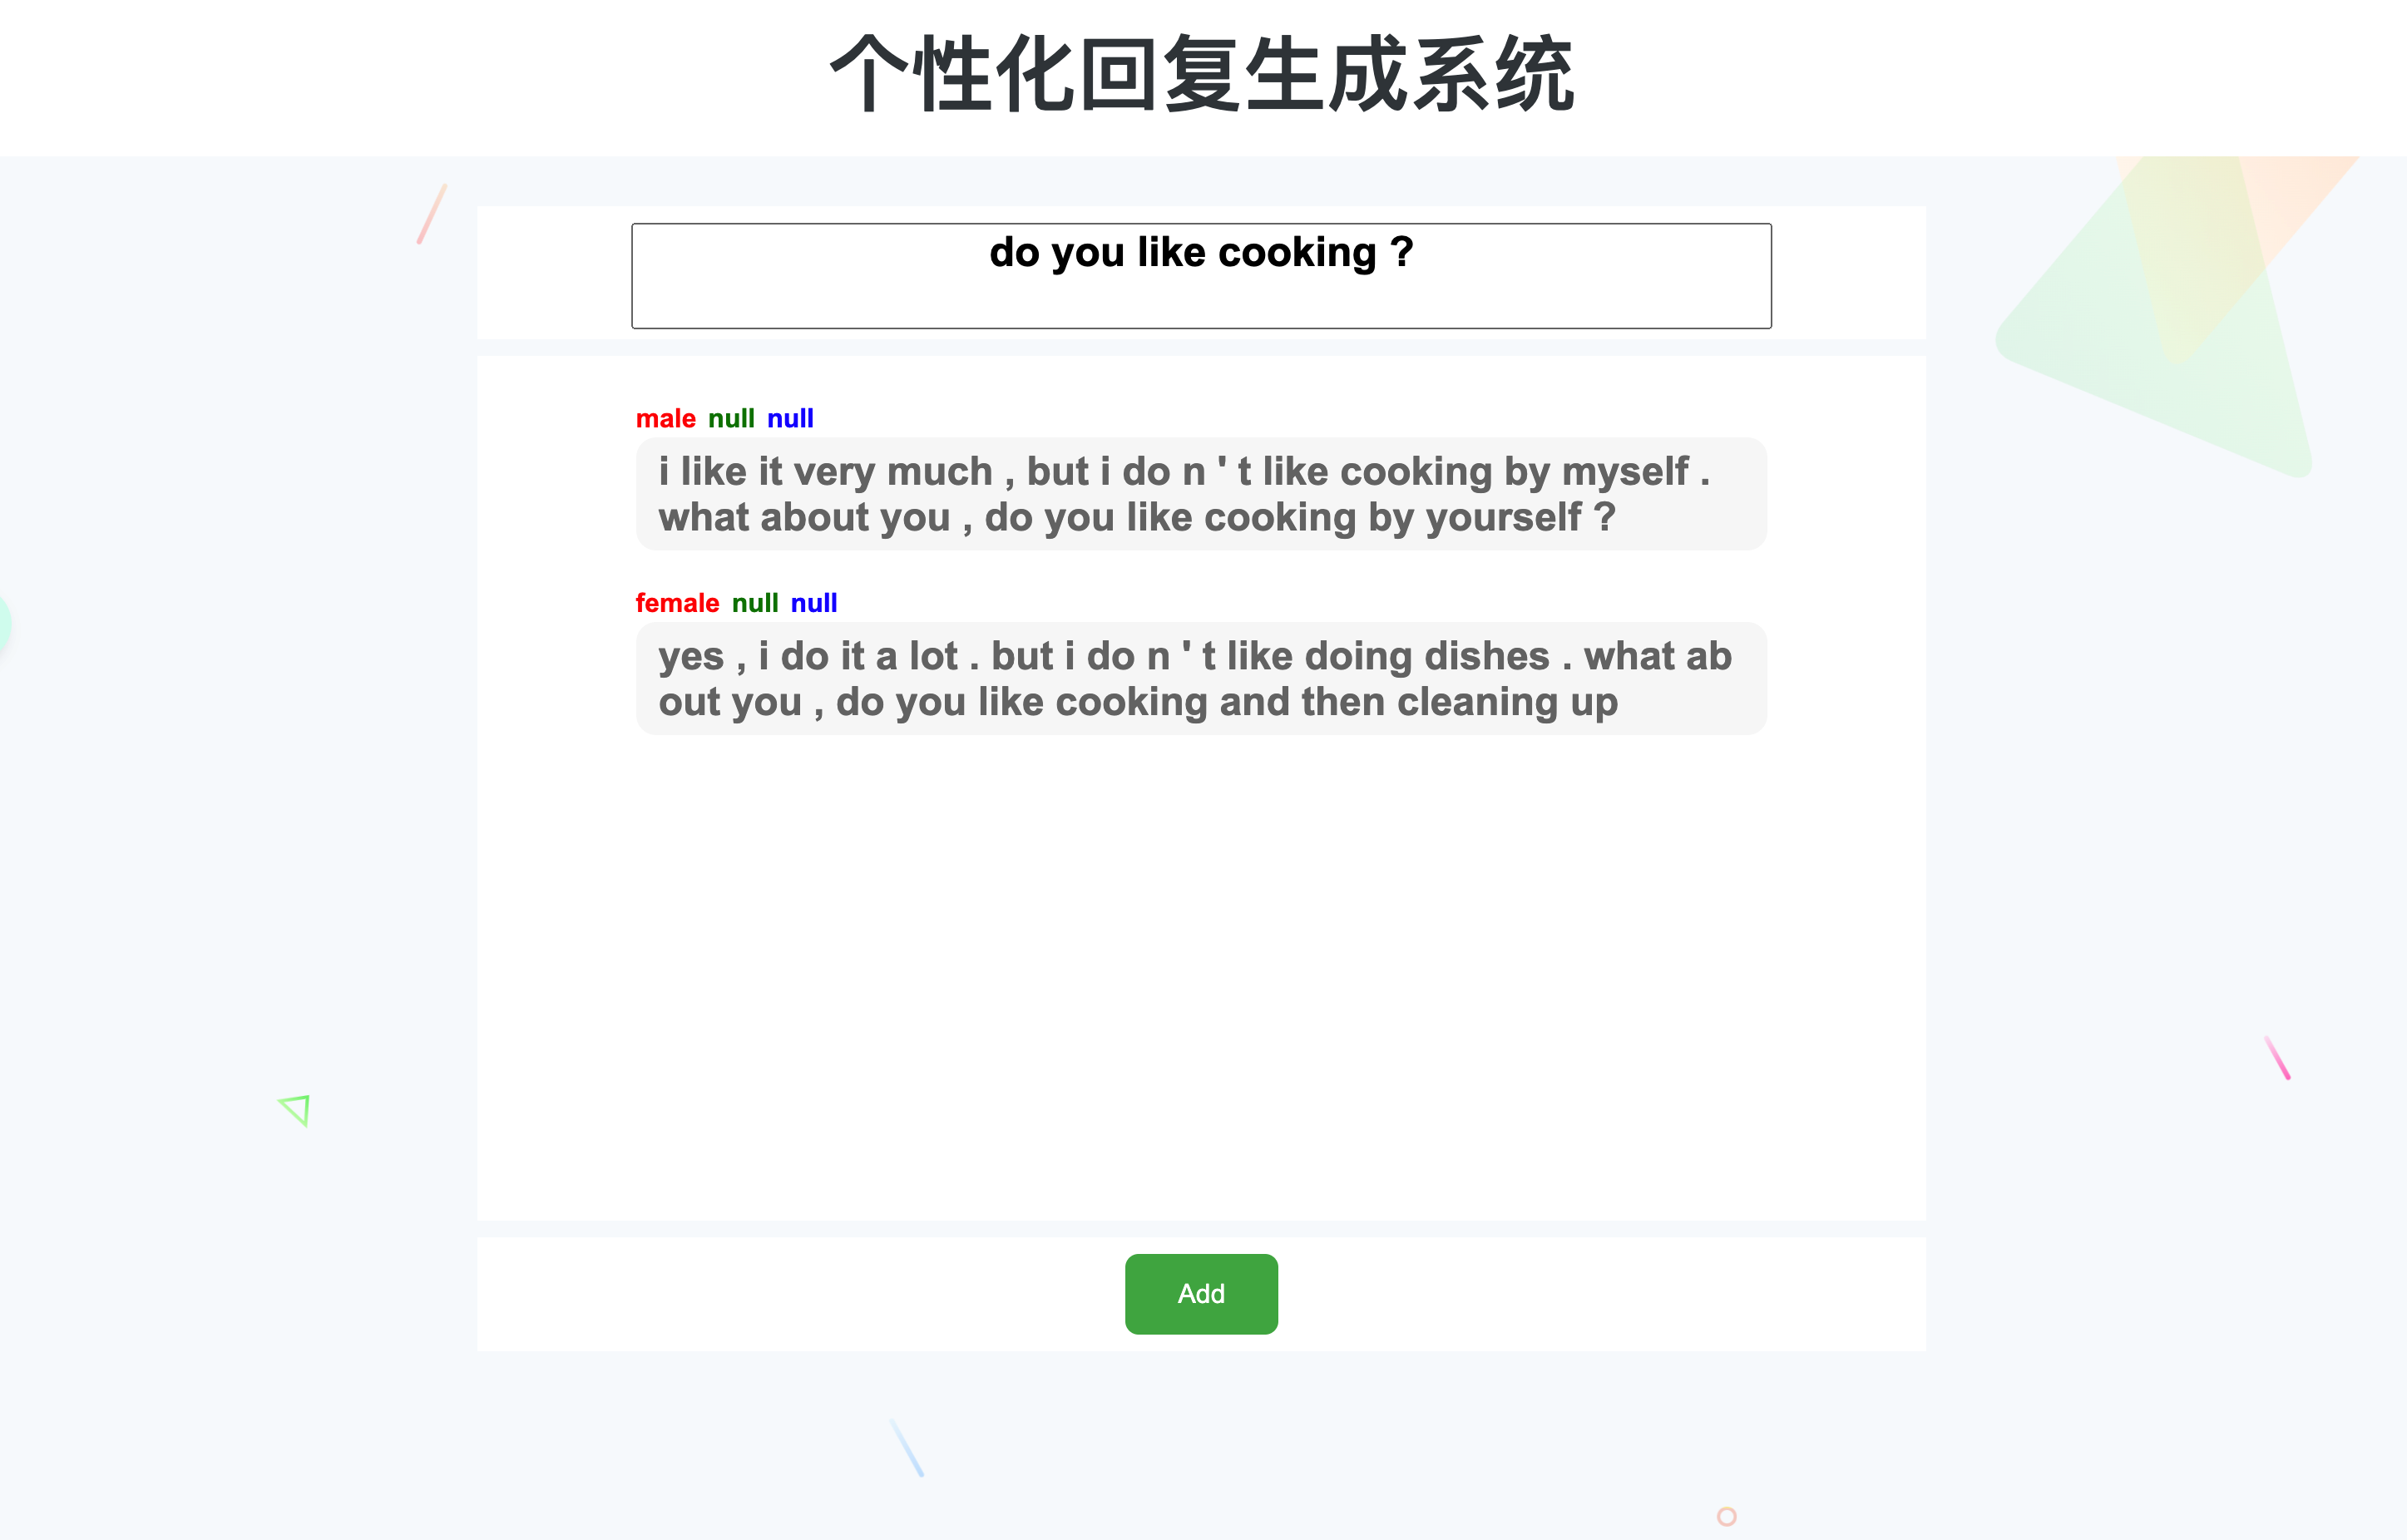 个性化回复生成系统
do you like cooking ?
male null null
i like it very much , but i do n ' t like cooking by myself .
what about you , do you like cooking by yourself ?
female null null
yes , i do it a lot . but i do n ' t like doing dishes . what ab
out you , do you like cooking and then cleaning up
Add